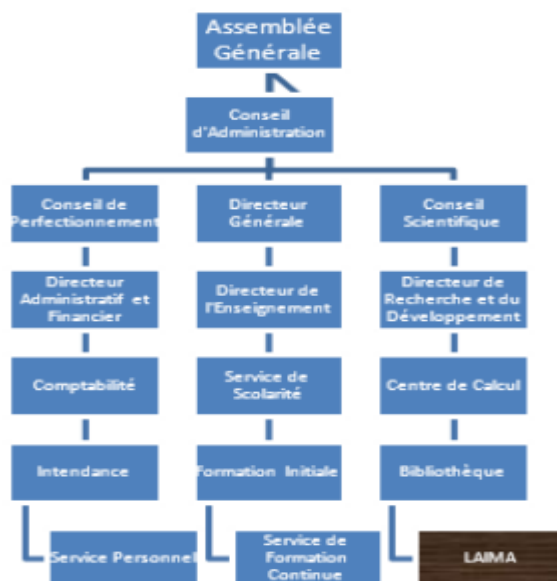 Assemblée
Générale
Conseil
d'Administration
Conseil de
Perfectionnement
Directeur
Générale
Conseil
Scientifique
Directeur
Administratif et
Financier
Directeur de
l'Enseignement
Directeur de
Recherche et du
Développement
Comptabilité
Service de
Scolarité
Centre de Calcul
Intendance
Formation Initiale
Bibliothèque
Service Personnel
Service de
Formation
Continue
LAIMA